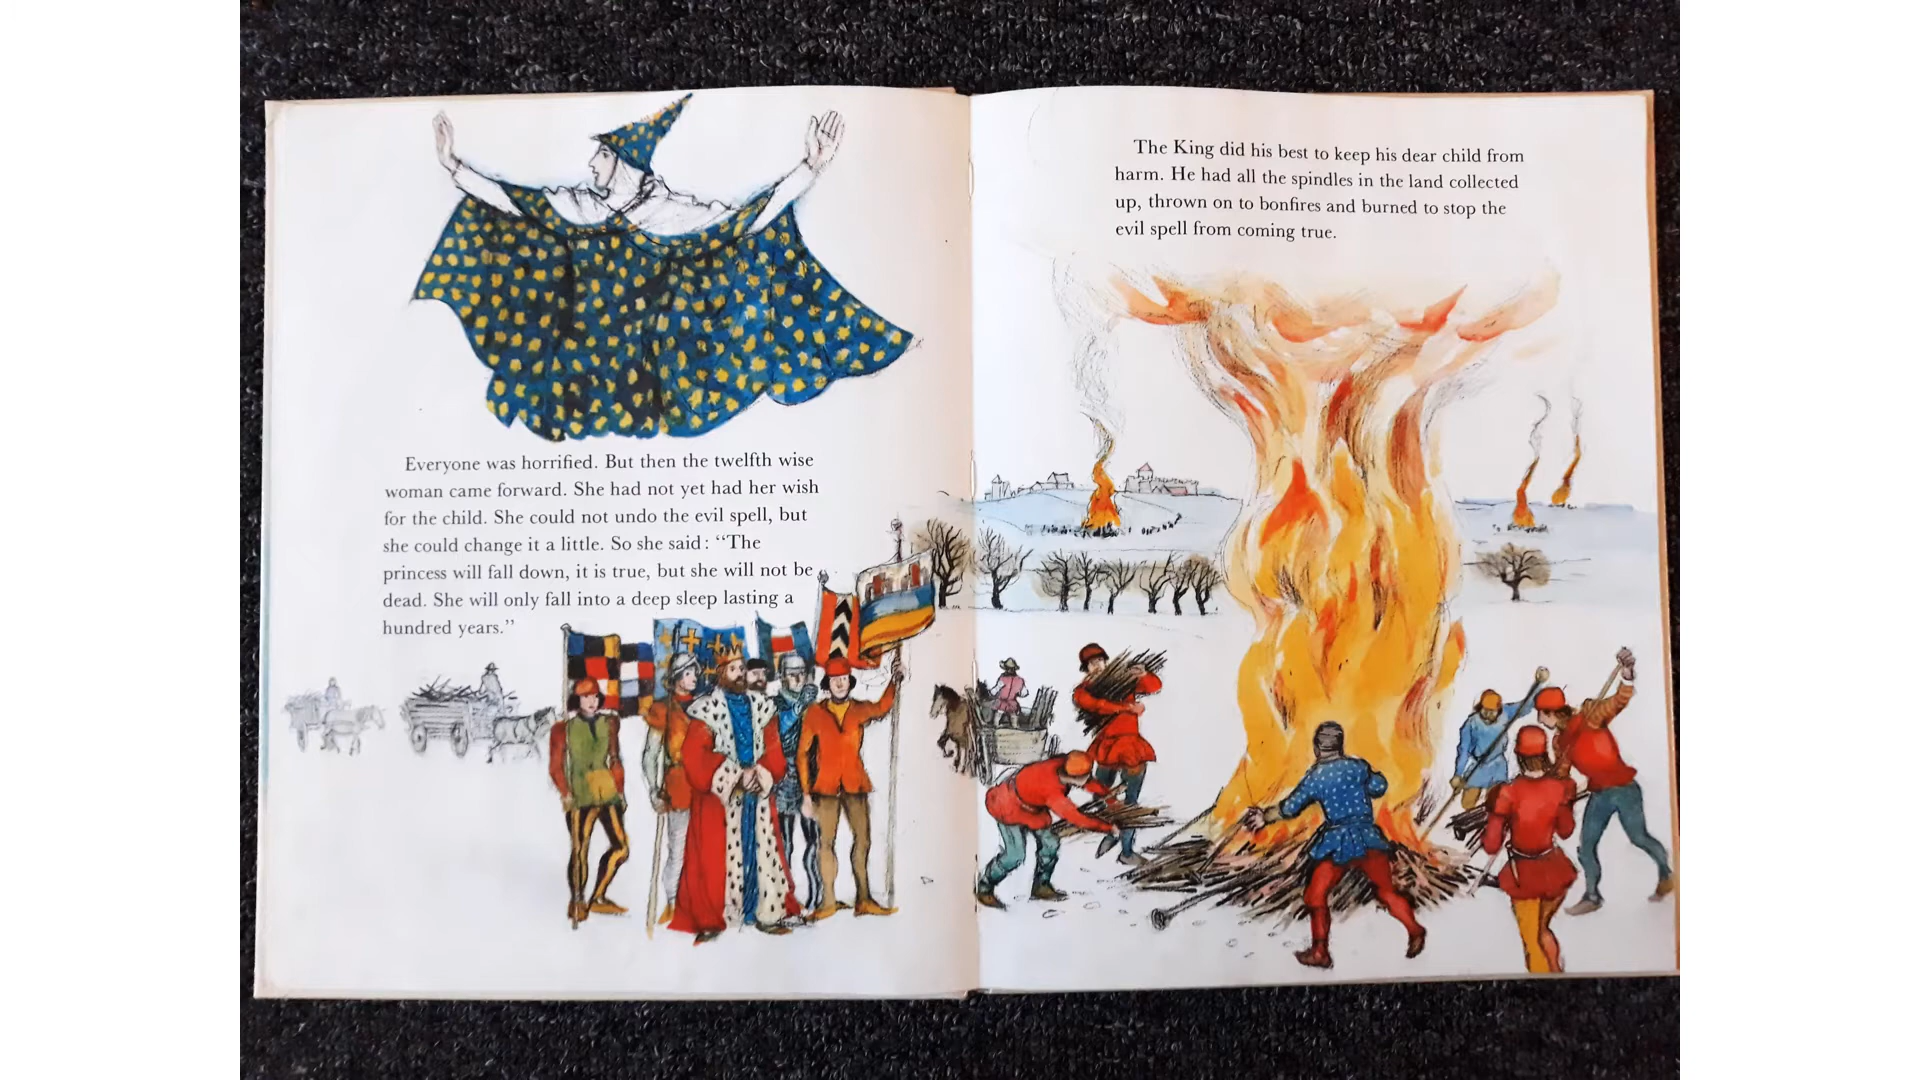 Everyone was horrified. But then the twelfth wise
woman came forward. She had not yet had her wish
for the child. She could not undo the evil spell, but
she could change it a little. So she said: “The
princess will fall down, it is true, but she will not be
dead. She will only fall into a deep sleep lasting a
hundred years.”
The King did his best to keep his dear child from
harm. He had all the spindles in the land collected
up, thrown on to bonfires and burned to stop the
evil spell from coming true.